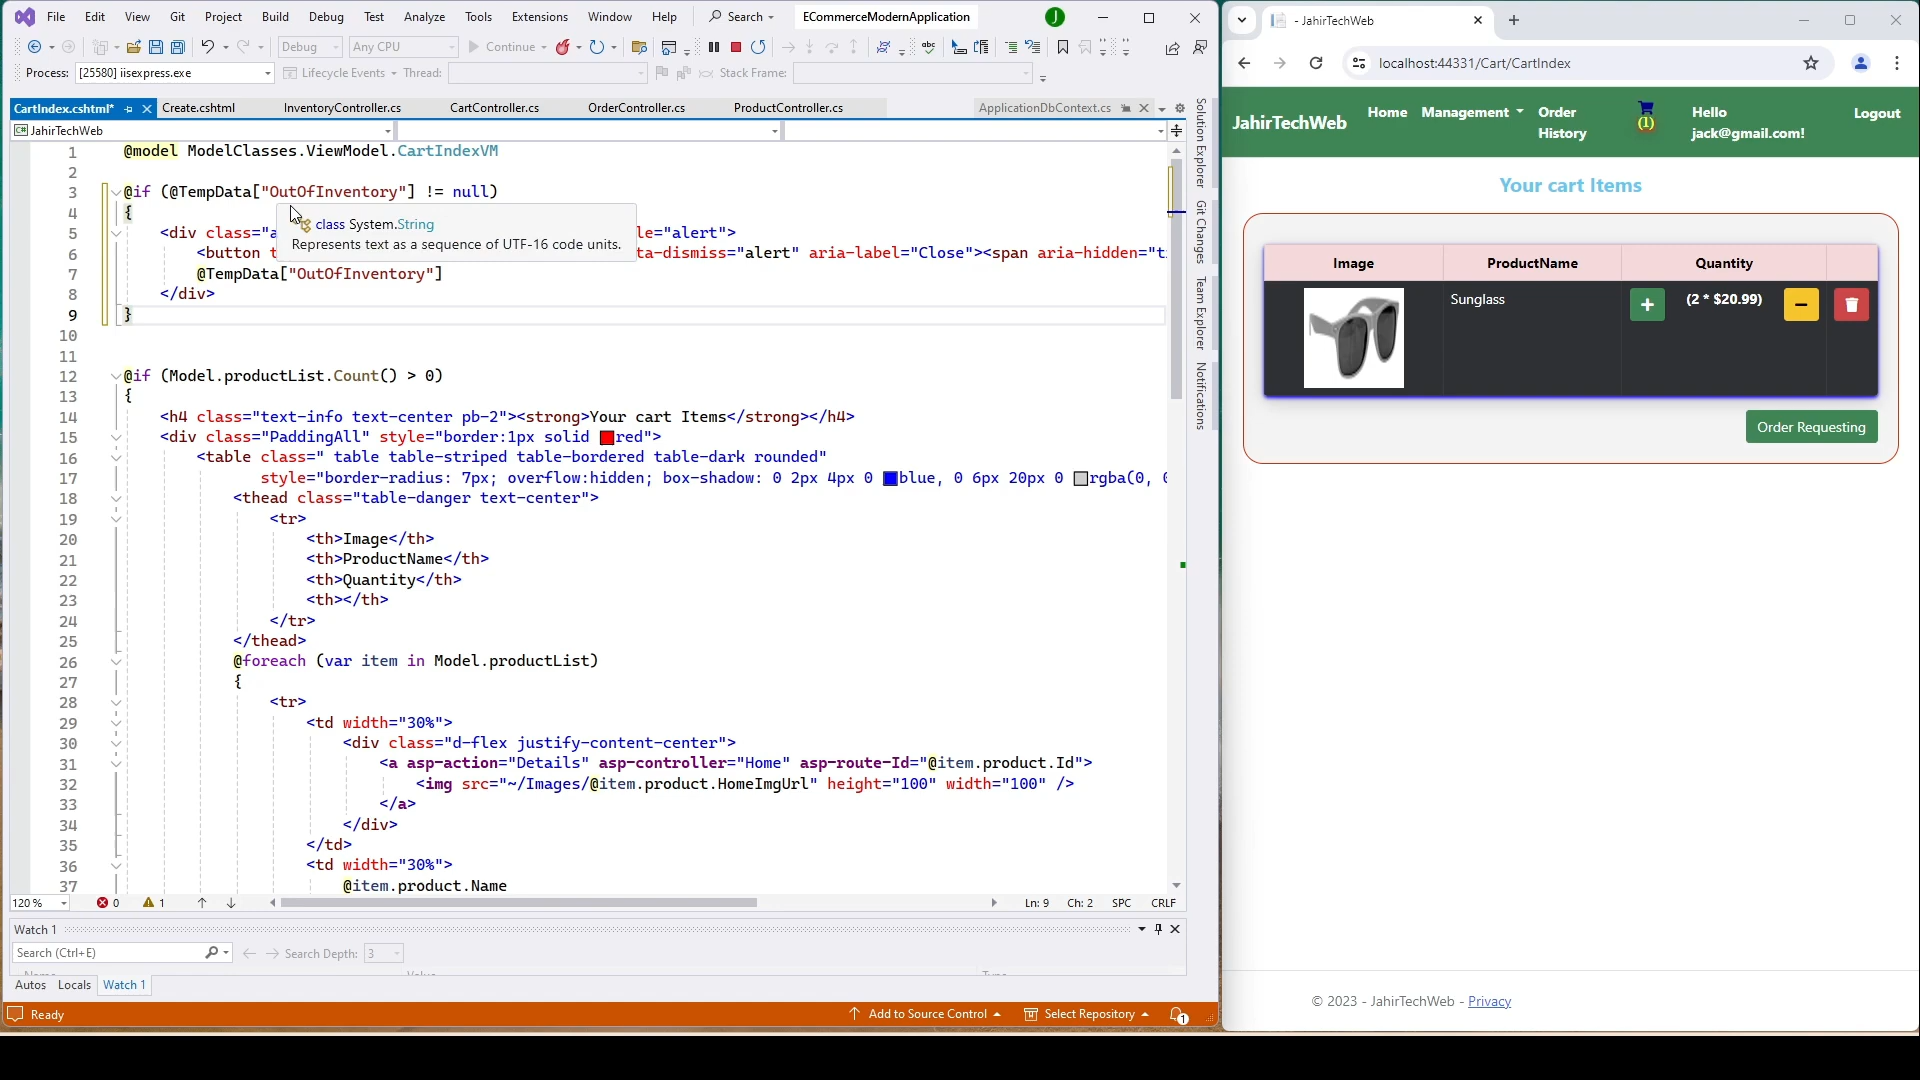 File Edit View Git Project Build Debug Test Analyze Tools Extensions Window Help Search ECommerceModernApplication J
Debug Any CPU Continue
Process: [25580] iisexpress.exe Lifecycle Events Thread: Stack Frame:
CartIndex.cshtml* Create.cshtml InventoryController.cs CartController.cs OrderController.cs ProductController.cs ApplicationDbContext.cs
JahirTechWeb
1 @model ModelClasses.ViewModel.CartIndexVM
2
3 @if (@TempData["OutOfInventory"] != null)
4 {
class System.String
Represents text as a sequence of UTF-16 code units.
5 <div class="a le="alert">
6 <button t ta-dismiss="alert" aria-label="Close"><span aria-hidden="t
7 @TempData["OutOfInventory"]
8 </div>
9 }
10
11
12 @if (Model.productList.Count() > 0)
13 {
14 <h4 class="text-info text-center pb-2"><strong>Your cart Items</strong></h4>
15 <div class="PaddingAll" style="border:1px solid red">
16 <table class=" table table-striped table-bordered table-dark rounded"
17 style="border-radius: 7px; overflow:hidden; box-shadow: 0 2px 4px 0 blue, 0 6px 20px 0 rgba(0,
18 <thead class="table-danger text-center">
19 <tr>
20 <th>Image</th>
21 <th>ProductName</th>
22 <th>Quantity</th>
23 <th></th>
24 </tr>
25 </thead>
26 @foreach (var item in Model.productList)
27 {
28 <tr>
29 <td width="30%">
30 <div class="d-flex justify-content-center">
31 <a asp-action="Details" asp-controller="Home" asp-route-Id="@item.product.Id">
32 <img src="~/Images/@item.product.HomeImgUrl" height="100" width="100" />
33 </a>
34 </div>
35 </td>
36 <td width="30%">
37 @item.product.Name
120 % 0 1 Ln: 9 Ch: 2 SPC CRLF
Watch 1
Search (Ctrl+E) Search Depth: 3
Name Value Type
Autos Locals Watch 1
Ready Add to Source Control Select Repository 1
Solution Explorer
Git Changes
Team Explorer
Notifications
- JahirTechWeb
localhost:44331/Cart/CartIndex
JahirTechWeb Home Management Order History (1) Hello jack@gmail.com! Logout
Your cart Items
Image ProductName Quantity
Sunglass + (2 * $20.99) −
Order Requesting
© 2023 - JahirTechWeb - Privacy